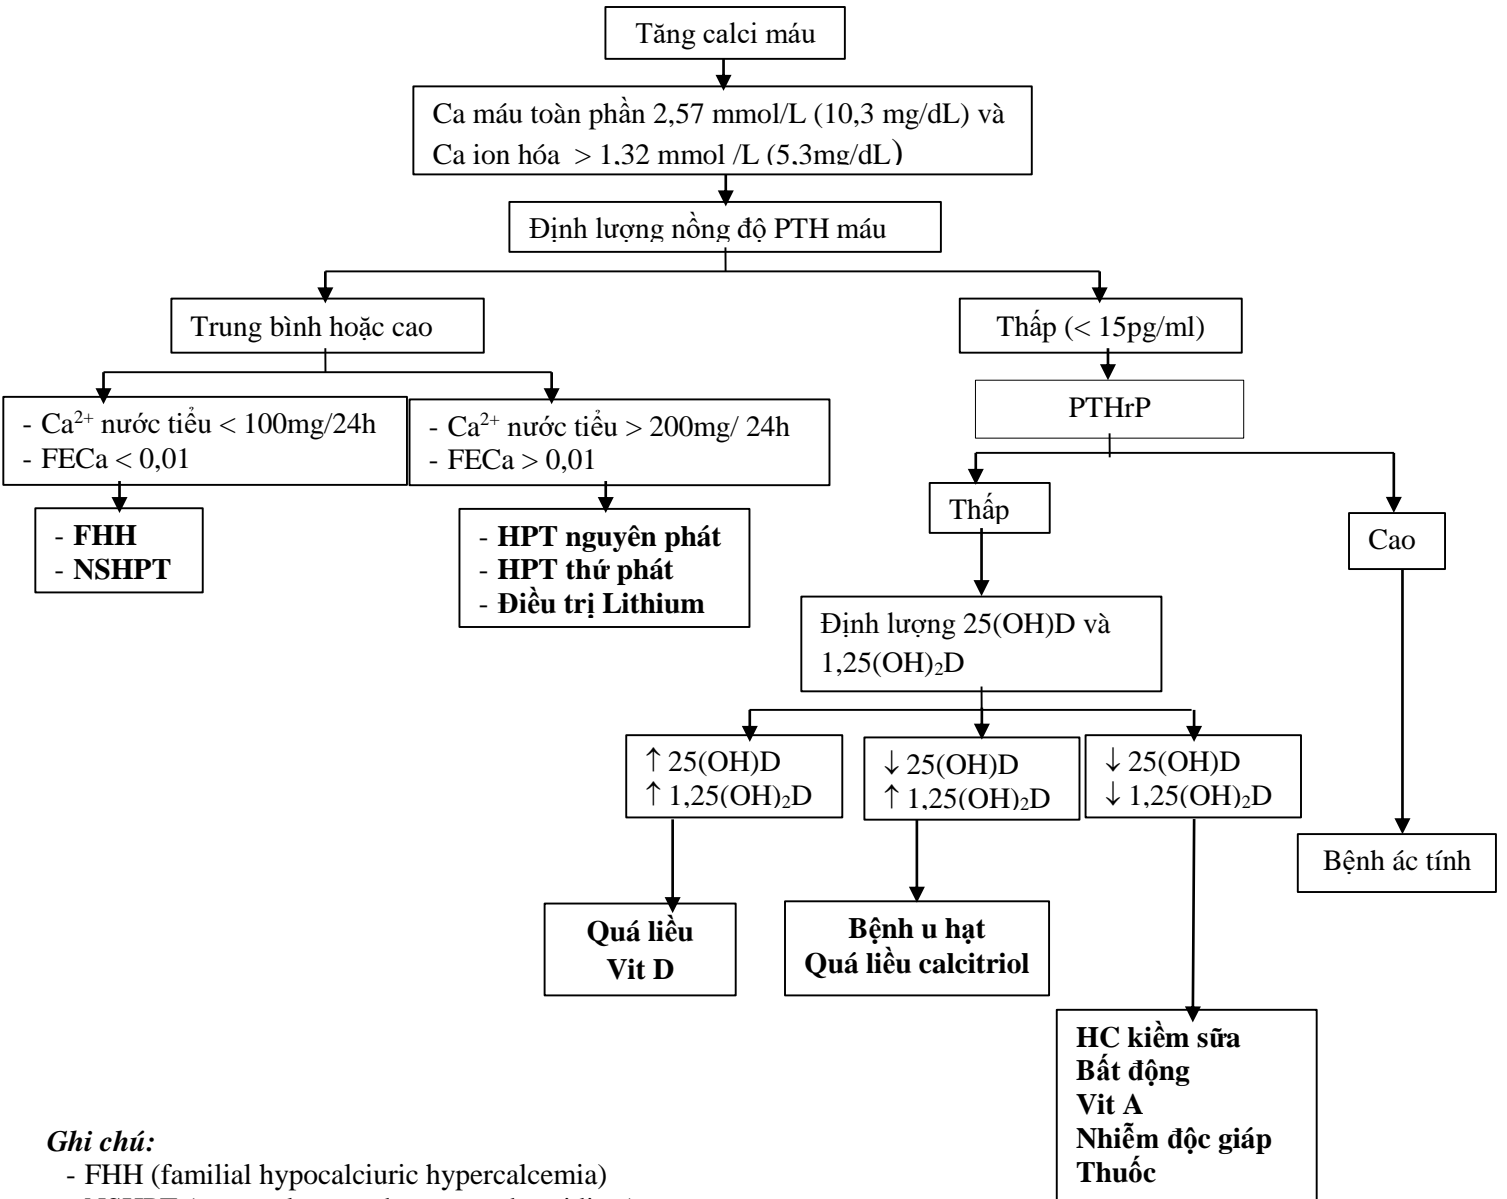 Tăng calci máu
Ca máu toàn phần 2,57 mmol/L (10,3 mg/dL) và
Ca ion hóa > 1,32 mmol /L (5,3mg/dL)
Định lượng nồng độ PTH máu
Trung bình hoặc cao
Thấp (< 15pg/ml)
- Ca²⁺ nước tiểu < 100mg/24h
- FECa < 0,01
- Ca²⁺ nước tiểu > 200mg/ 24h
- FECa > 0,01
PTHrP
- FHH
- NSHPT
- HPT nguyên phát
- HPT thứ phát
- Điều trị Lithium
Thấp
Cao
Định lượng 25(OH)D và
1,25(OH)₂D
↑ 25(OH)D
↑ 1,25(OH)₂D
↓ 25(OH)D
↑ 1,25(OH)₂D
↓ 25(OH)D
↓ 1,25(OH)₂D
Bệnh ác tính
Quá liều
Vit D
Bệnh u hạt
Quá liều calcitriol
HC kiềm sữa
Bất động
Vit A
Nhiễm độc giáp
Thuốc
Ghi chú:
- FHH (familial hypocalciuric hypercalcemia)